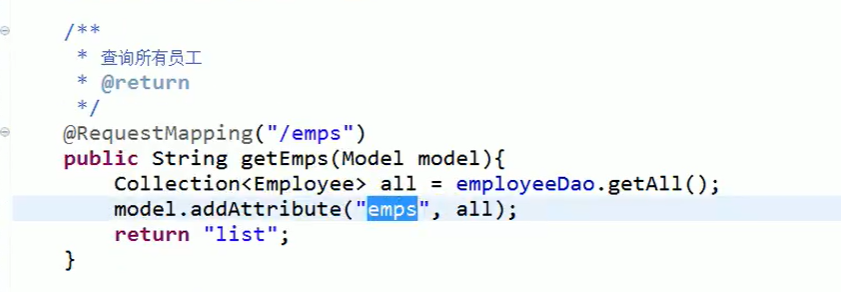 /**
 * 查询所有员工
 * @return
 */
@RequestMapping("/emps")
public String getEmps(Model model){
    Collection<Employee> all = employeeDao.getAll();
    model.addAttribute("emps", all);
    return "list";
}